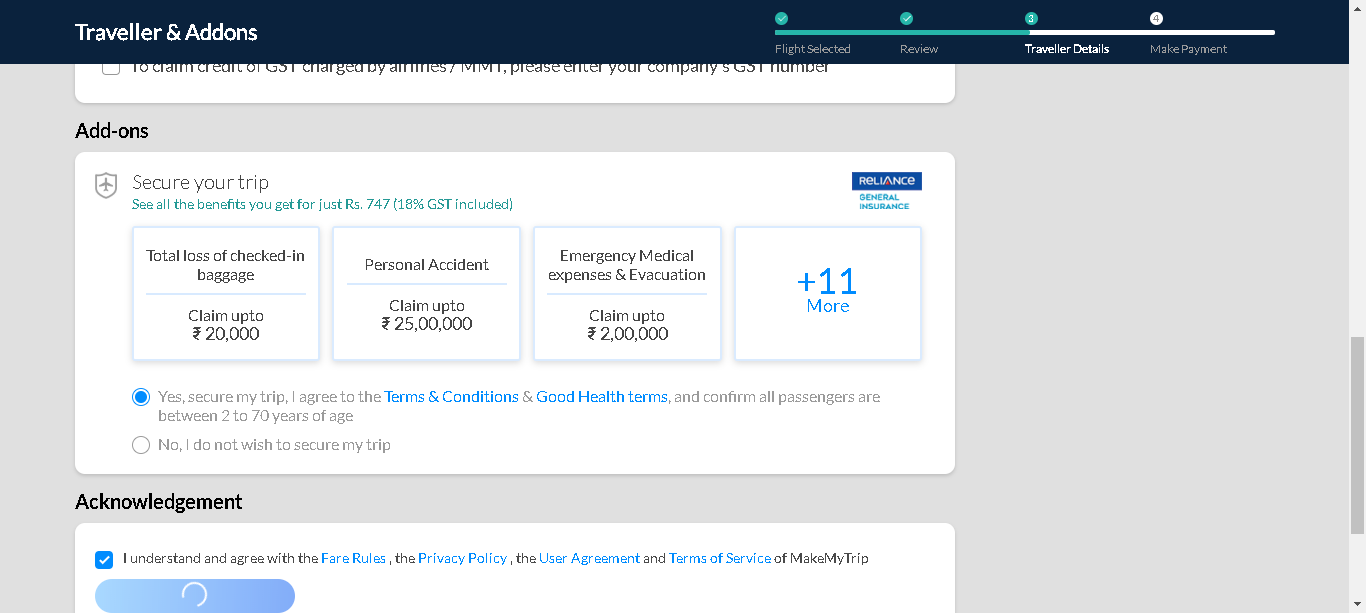 Traveller & Addons
3
4
Flight Selected
Review
Traveller Details
Make Payment
To claim credit of GST charged by airlines / MMT, please enter your company's GST number
Add-ons
Secure your trip
See all the benefits you get for just Rs. 747 (18% GST included)
RELIANCE
GENERAL
INSURANCE
Total loss of checked-in
baggage
Claim upto
₹ 20,000
Personal Accident
Claim upto
₹ 25,00,000
Emergency Medical
expenses & Evacuation
Claim upto
₹ 2,00,000
+11
More
Yes, secure my trip, I agree to the Terms & Conditions & Good Health terms, and confirm all passengers are
between 2 to 70 years of age
No, I do not wish to secure my trip
Acknowledgement
I understand and agree with the Fare Rules , the Privacy Policy , the User Agreement and Terms of Service of MakeMyTrip